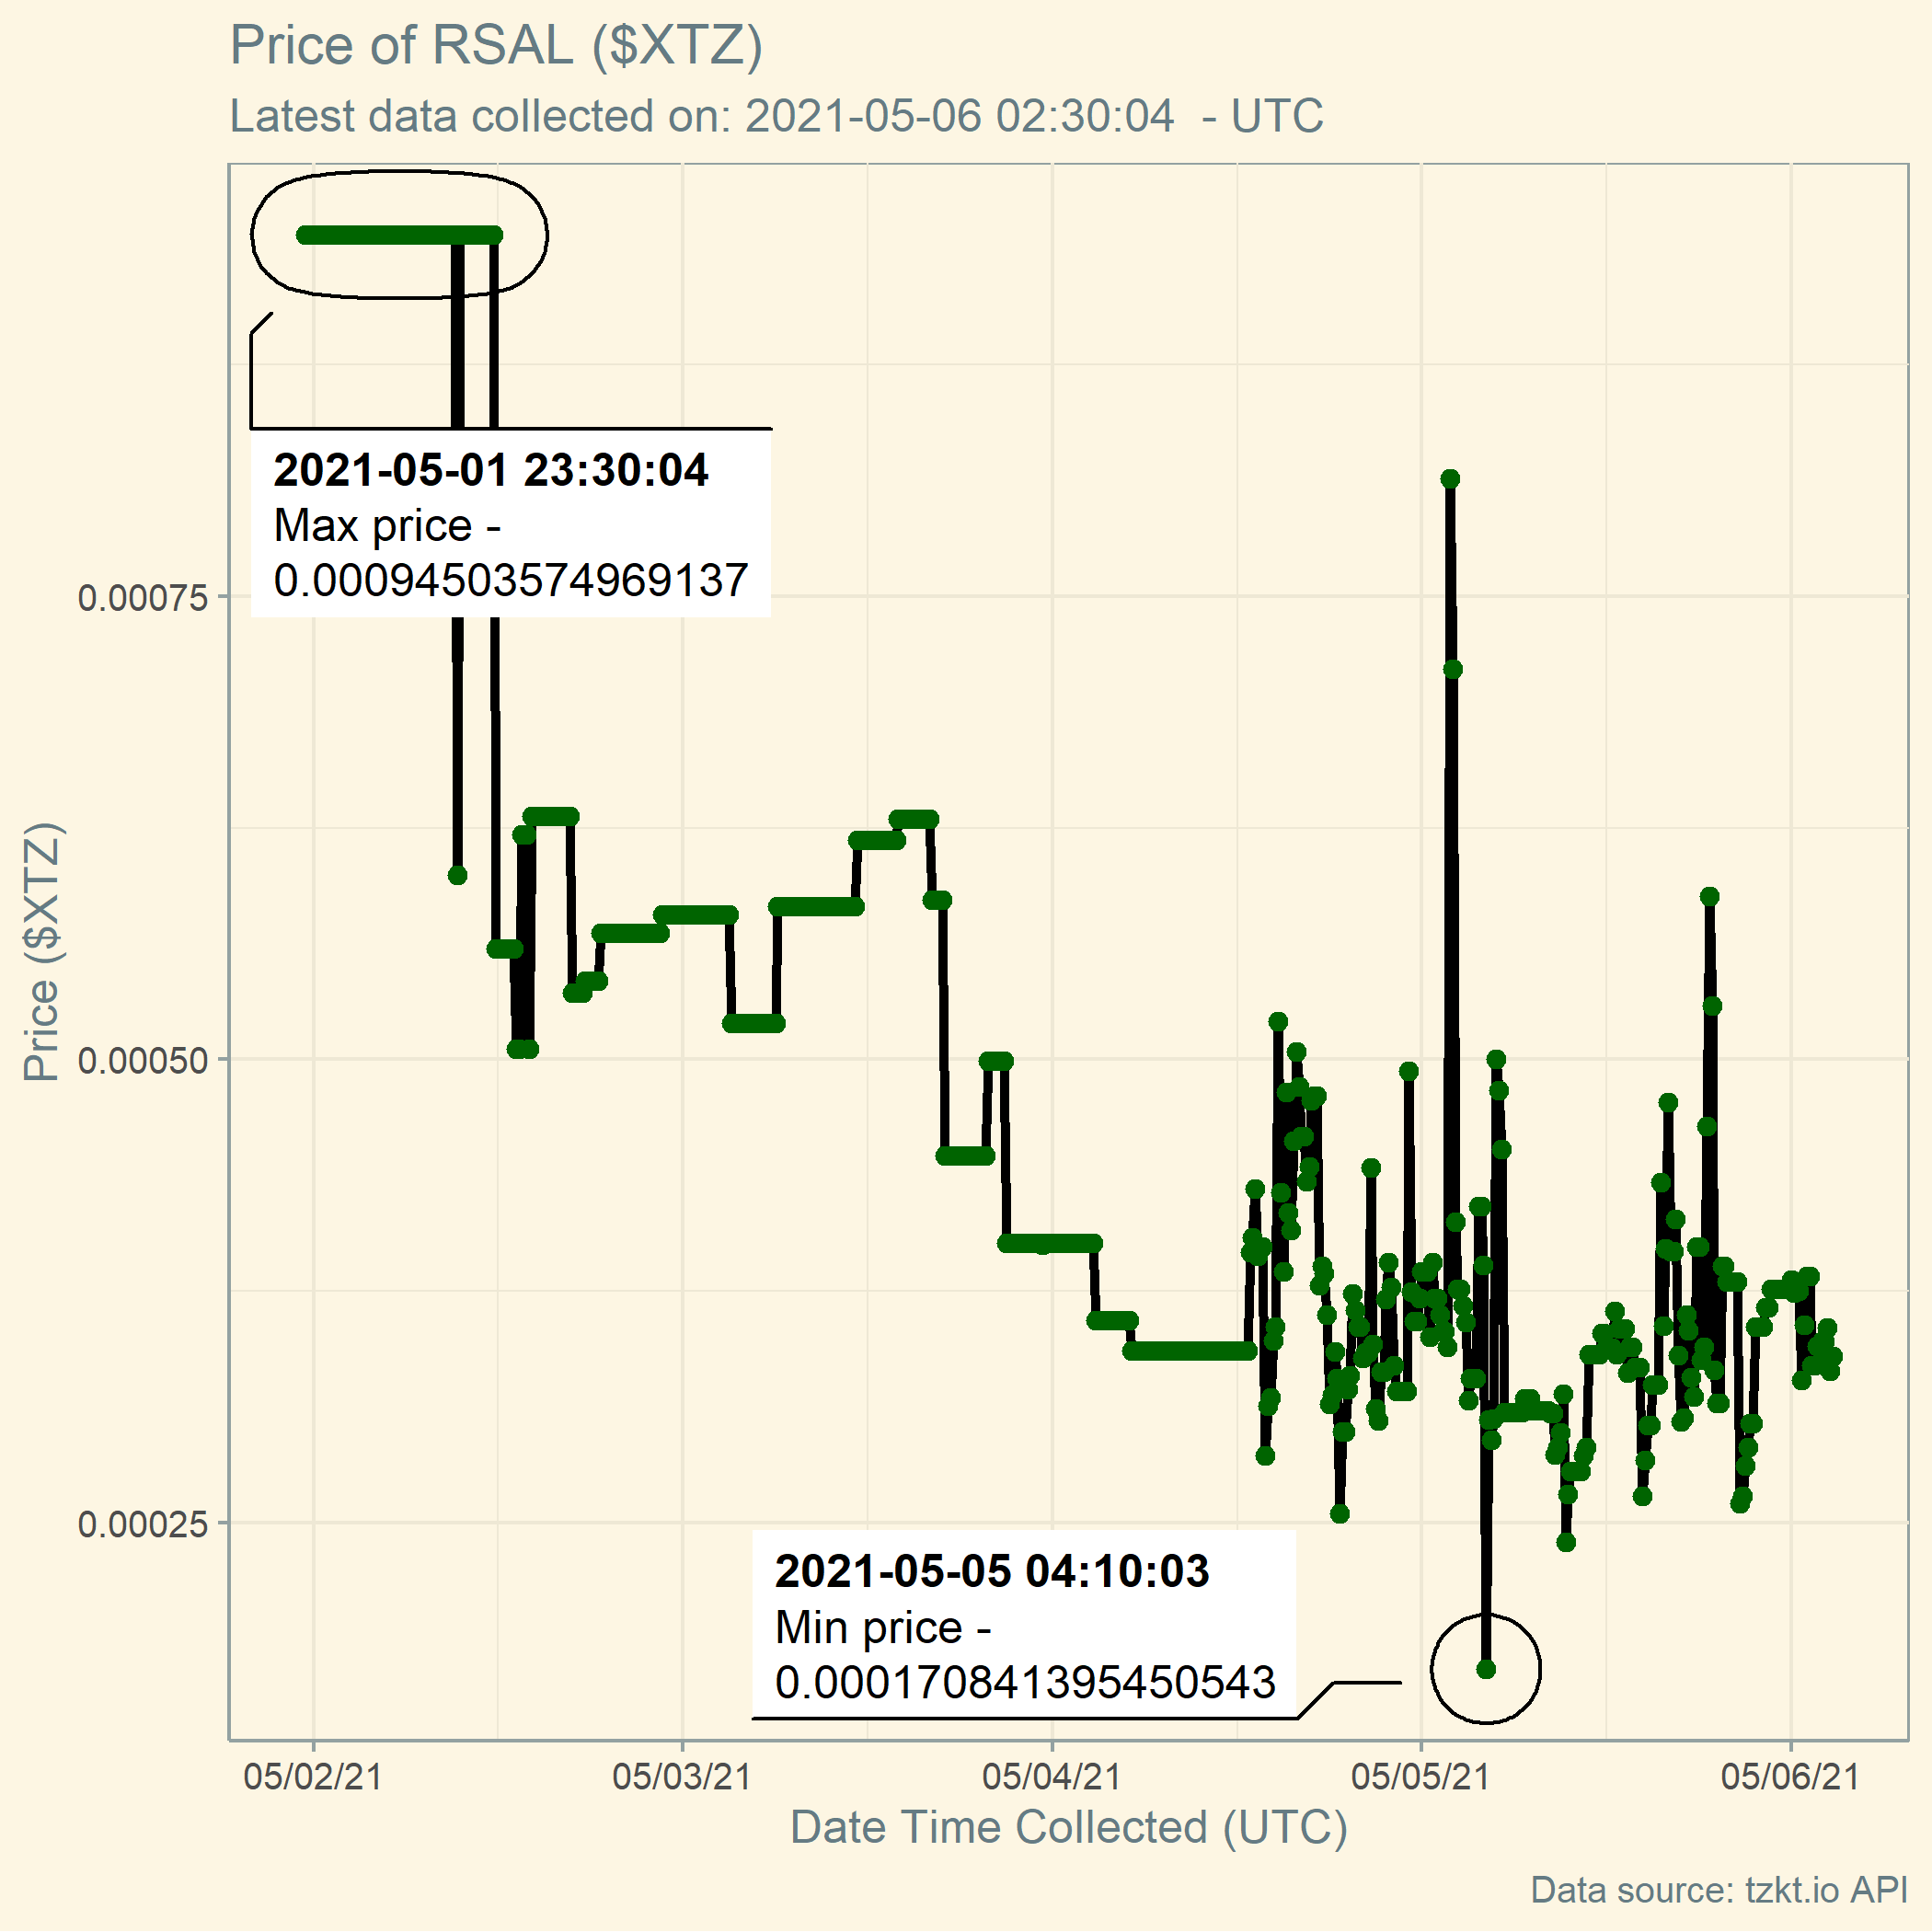 Price of RSAL ($XTZ)
Latest data collected on: 2021-05-06 02:30:04  - UTC
2021-05-01 23:30:04
Max price -
0.000945035749691​37
0.00075
Price ($XTZ)
0.00050
0.00025
2021-05-05 04:10:03
Min price -
0.000170841395450543
05/02/21
05/03/21
05/04/21
05/05/21
05/06/21
Date Time Collected (UTC)
Data source: tzkt.io API